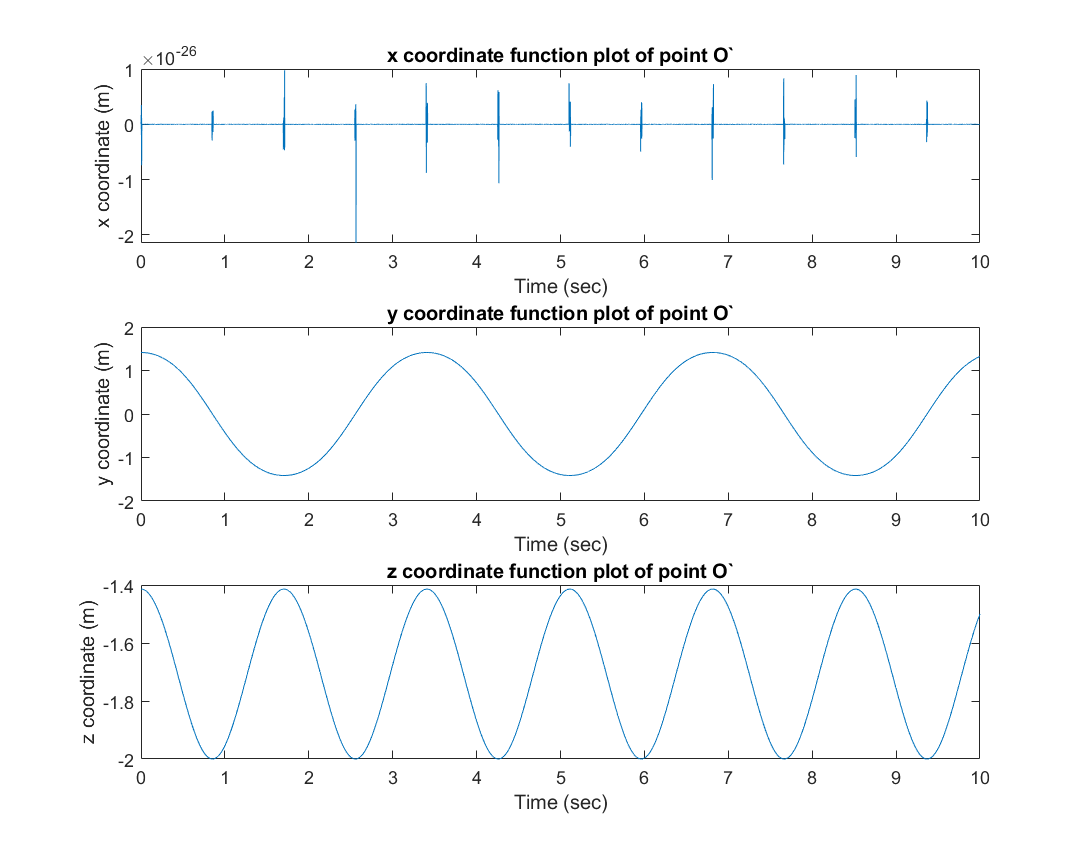 x coordinate function plot of point O`
×10-26
x coordinate (m)
1
0
-1
-2
0 1 2 3 4 5 6 7 8 9 10
Time (sec)
y coordinate function plot of point O`
y coordinate (m)
2
1
0
-1
-2
0 1 2 3 4 5 6 7 8 9 10
Time (sec)
z coordinate function plot of point O`
z coordinate (m)
-1.4
-1.6
-1.8
-2
0 1 2 3 4 5 6 7 8 9 10
Time (sec)